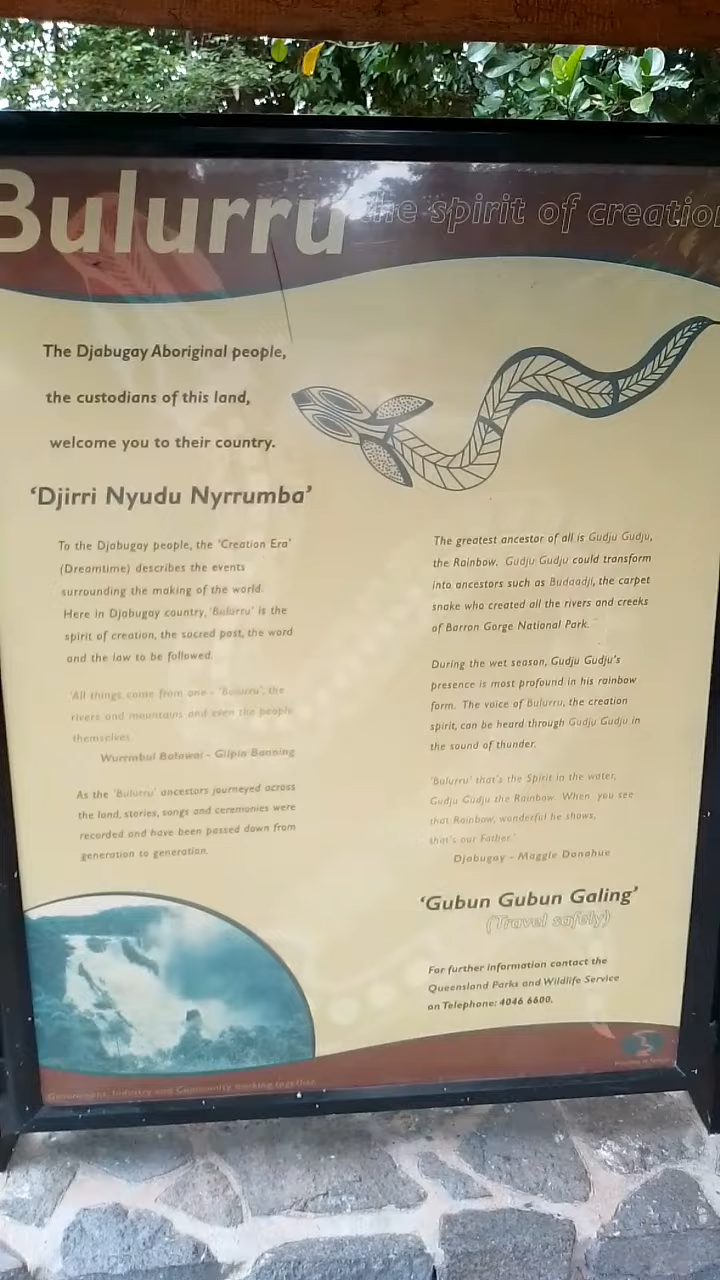 Bulurru the spirit of creation
The Djabugay Aboriginal people,
the custodians of this land,
welcome you to their country.
'Djirri Nyudu Nyrrumba'
To the Djabugay people, the 'Creation Era'
(Dreamtime) describes the events
surrounding the making of the world.
Here in Djabugay country, 'Bulurru' is the
spirit of creation, the sacred past, the word
and the law to be followed.
'All things come from one - 'Bulurru', the
rivers and mountains and even the people
themselves.
Wurrmbul Balawai - Gilpin Banning
As the 'Bulurru' ancestors journeyed across
the land, stories, songs and ceremonies were
recorded and have been passed down from
generation to generation.
The greatest ancestor of all is Gudju Gudju,
the Rainbow. Gudju Gudju could transform
into ancestors such as Budaadji, the carpet
snake who created all the rivers and creeks
of Barron Gorge National Park.
During the wet season, Gudju Gudju's
presence is most profound in his rainbow
form. The voice of Bulurru, the creation
spirit, can be heard through Gudju Gudju in
the sound of thunder.
'Bulurru' that's the Spirit in the water,
Gudju Gudju the Rainbow. When you see
that Rainbow, wonderful he shows,
that's our Father.'
Djabugay - Maggie Donahue
'Gubun Gubun Galing'
(Travel safely)
For further information contact the
Queensland Parks and Wildlife Service
on Telephone: 4046 6600.
Government, Industry and Community working together